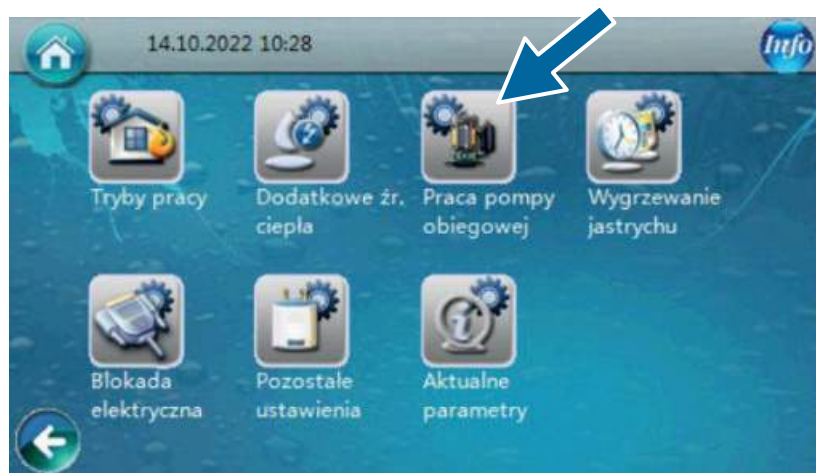 14.10.2022 10:28
Info
Tryby pracy
Dodatkowe źr.
ciepła
Praca pompy
obiegowej
Wygrzewanie
jastrychu
Blokada
elektryczna
Pozostałe
ustawienia
Aktualne
parametry